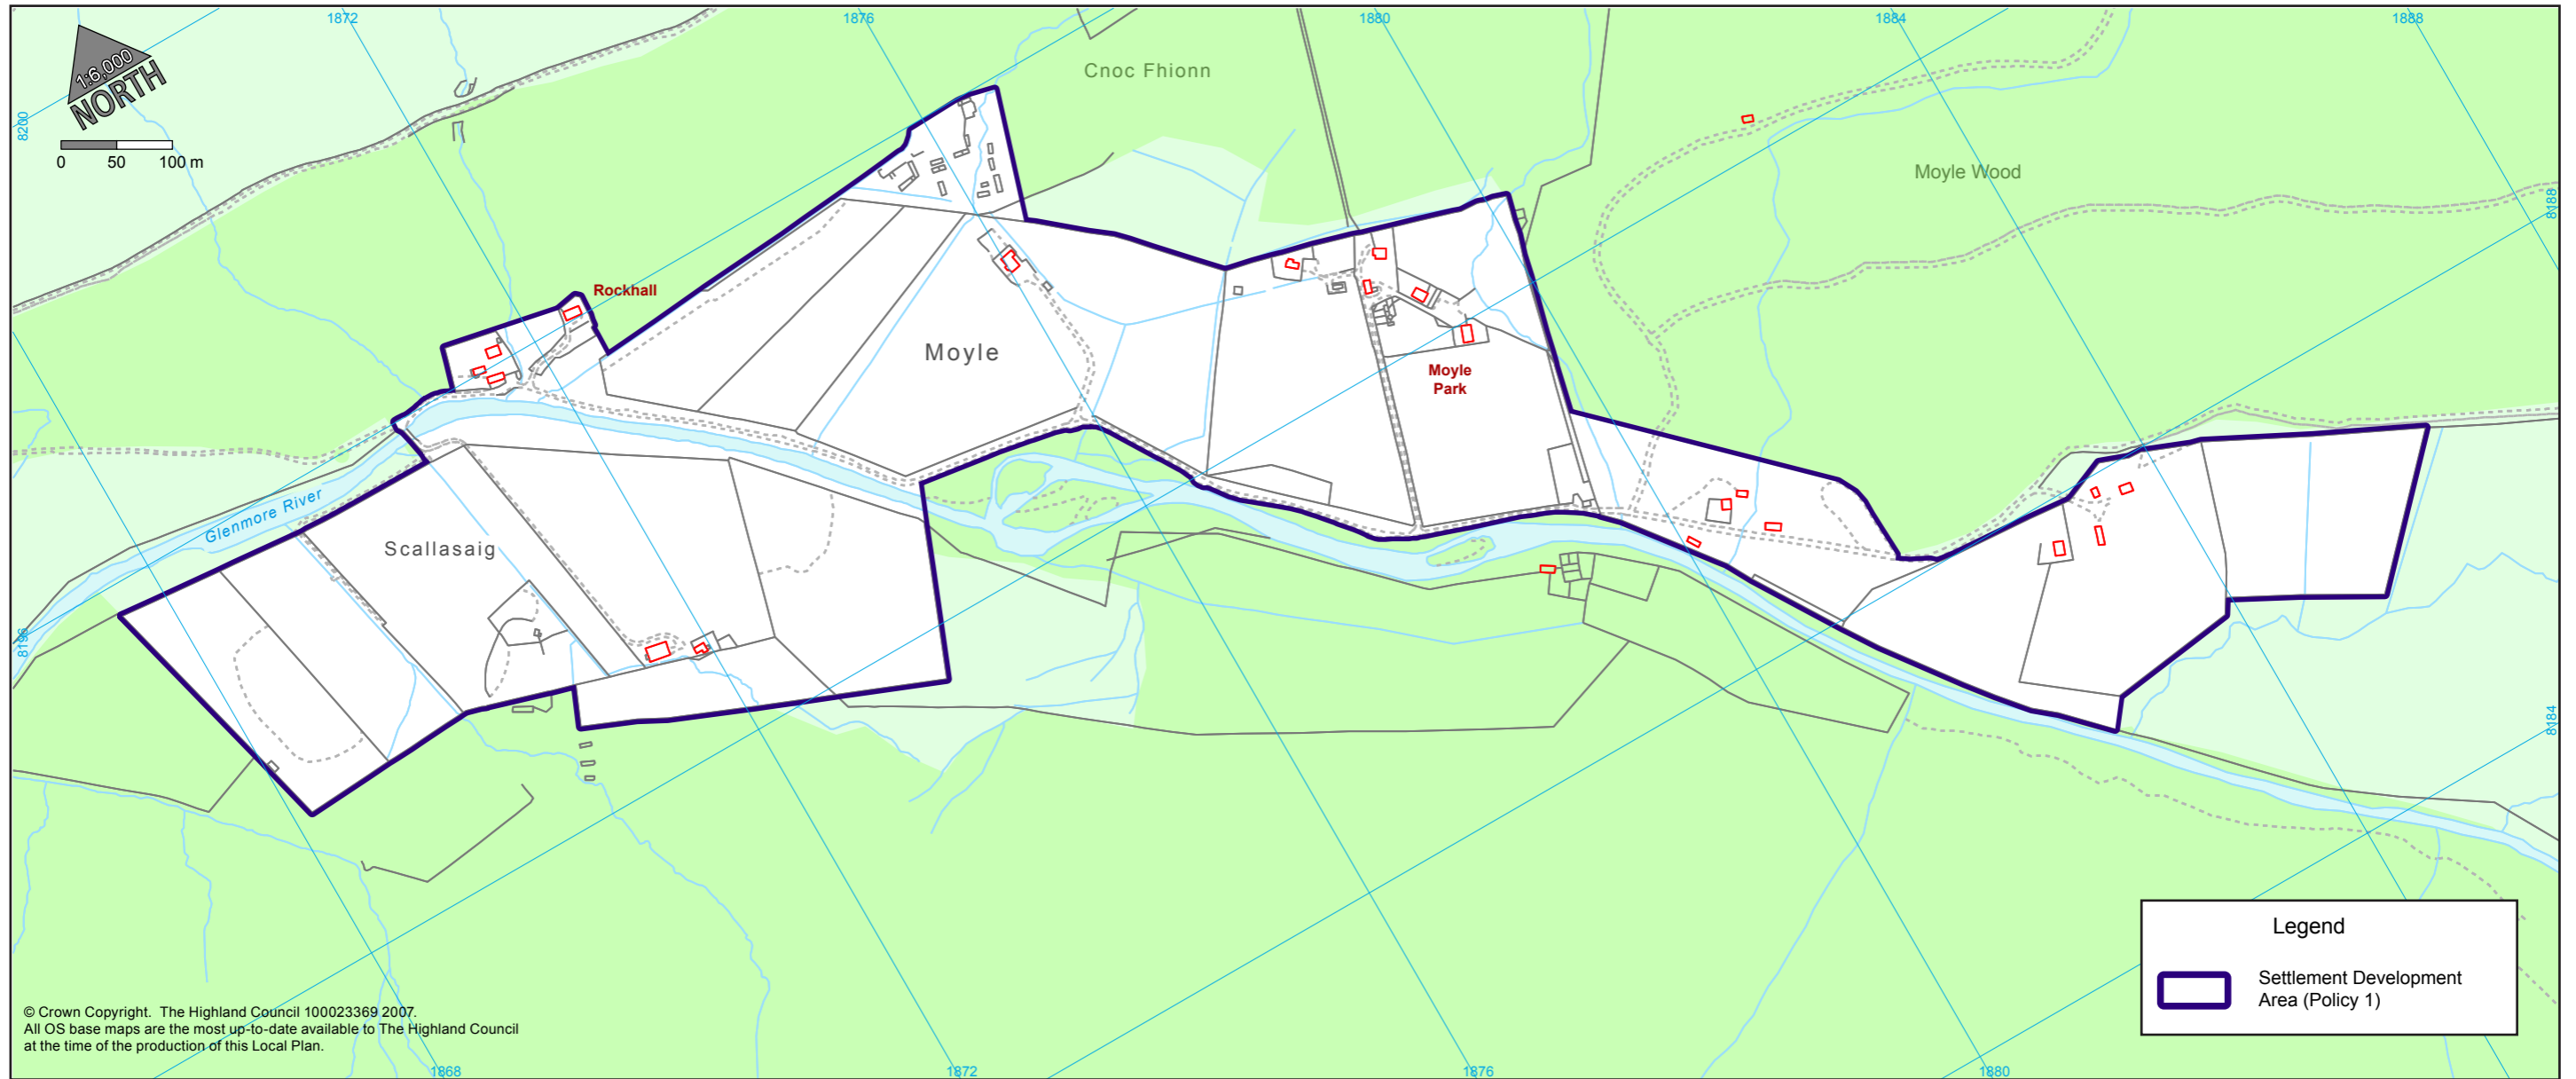 1872
1876
1880
1884
1888
1:6,000
NORTH
0 50 100 m
8200
Cnoc Fhionn
Moyle Wood
8188
Rockhall
Moyle
Moyle
Park
Glenmore River
Scallasaig
8196
8184
Legend
Settlement Development
Area (Policy 1)
© Crown Copyright. The Highland Council 100023369 2007.
All OS base maps are the most up-to-date available to The Highland Council
at the time of the production of this Local Plan.
1868
1872
1876
1880